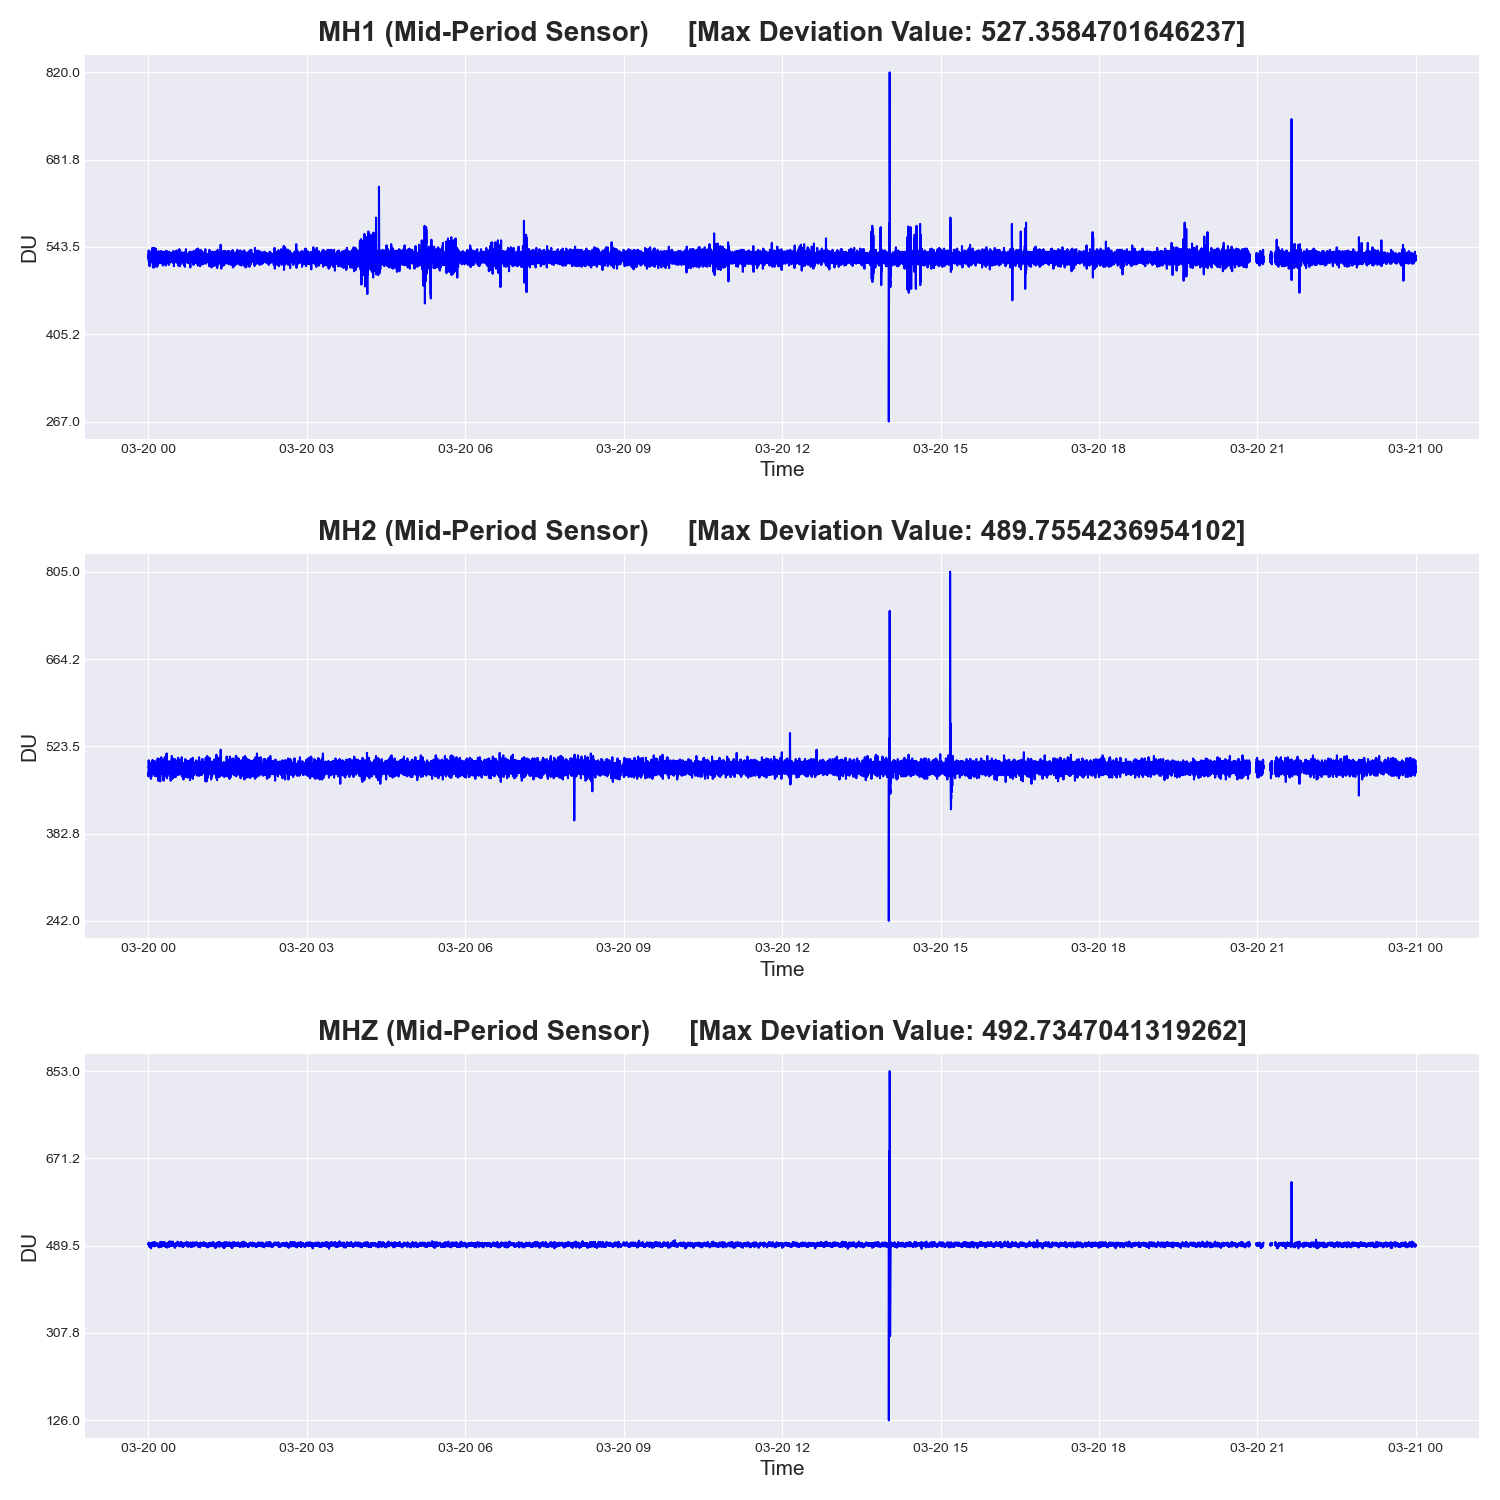 MH1 (Mid-Period Sensor) [Max Deviation Value: 527.3584701646237]
820.0
681.8
543.5
405.2
267.0
DU
03-20 00 03-20 03 03-20 06 03-20 09 03-20 12 03-20 15 03-20 18 03-20 21 03-21 00
Time
MH2 (Mid-Period Sensor) [Max Deviation Value: 489.7554236954102]
805.0
664.2
523.5
382.8
242.0
DU
03-20 00 03-20 03 03-20 06 03-20 09 03-20 12 03-20 15 03-20 18 03-20 21 03-21 00
Time
MHZ (Mid-Period Sensor) [Max Deviation Value: 492.7347041319262]
853.0
671.2
489.5
307.8
126.0
DU
03-20 00 03-20 03 03-20 06 03-20 09 03-20 12 03-20 15 03-20 18 03-20 21 03-21 00
Time